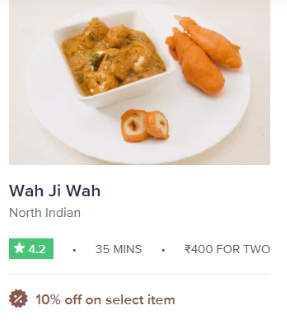 Wah Ji Wah
North Indian
★ 4.2 • 35 MINS • ₹400 FOR TWO
10% off on select item